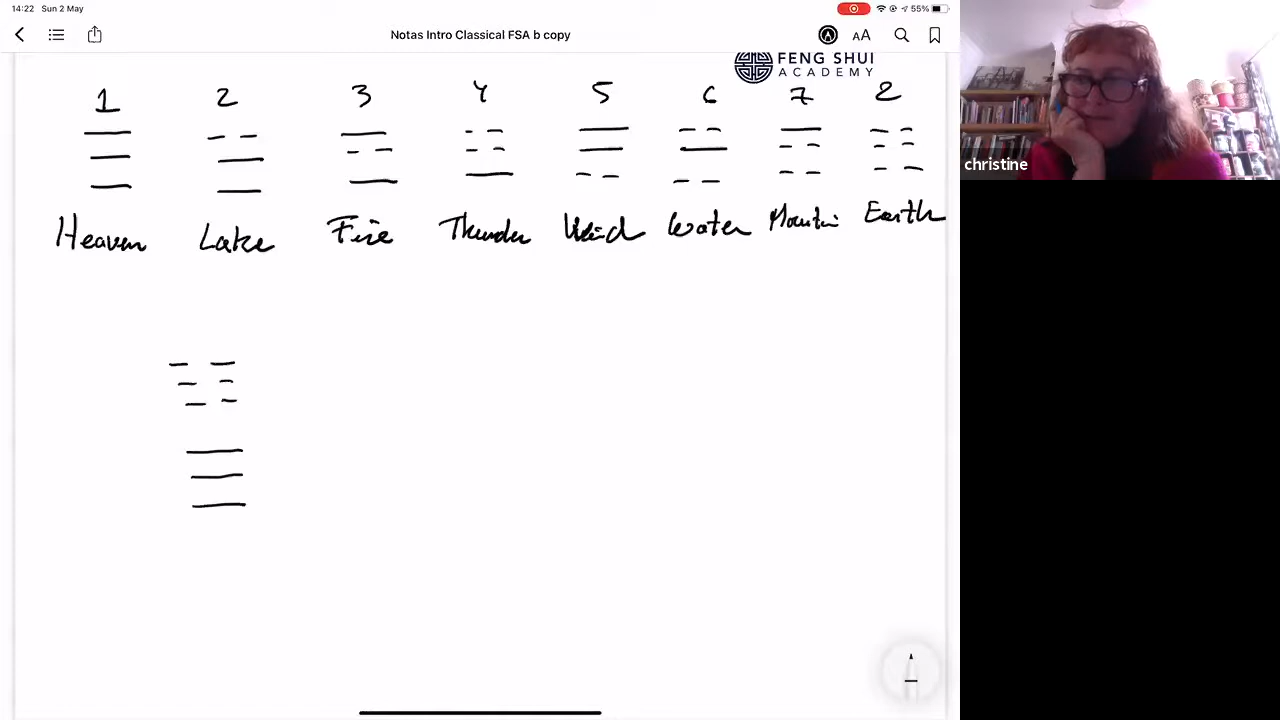 14:22 Sun 2 May 55%
Notas Intro Classical FSA b copy
AA
FENG SHUI
ACADEMY
1 2 3 4 5 6 7 8
Heaven Lake Fire Thunder Wind Water Mountain Earth
christine